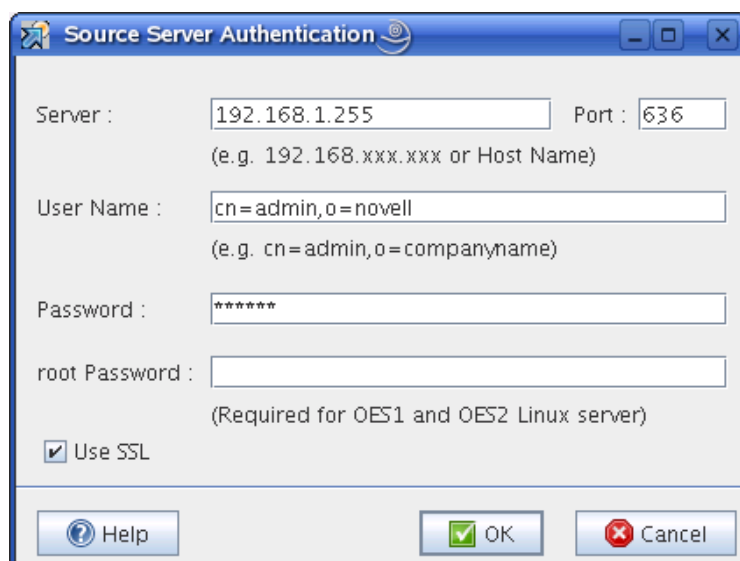 Source Server Authentication
Server : 192.168.1.255 Port : 636
(e.g. 192.168.xxx.xxx or Host Name)
User Name : cn=admin,o=novell
(e.g. cn=admin,o=companyname)
Password : ******
root Password :
(Required for OES1 and OES2 Linux server)
Use SSL
Help OK Cancel